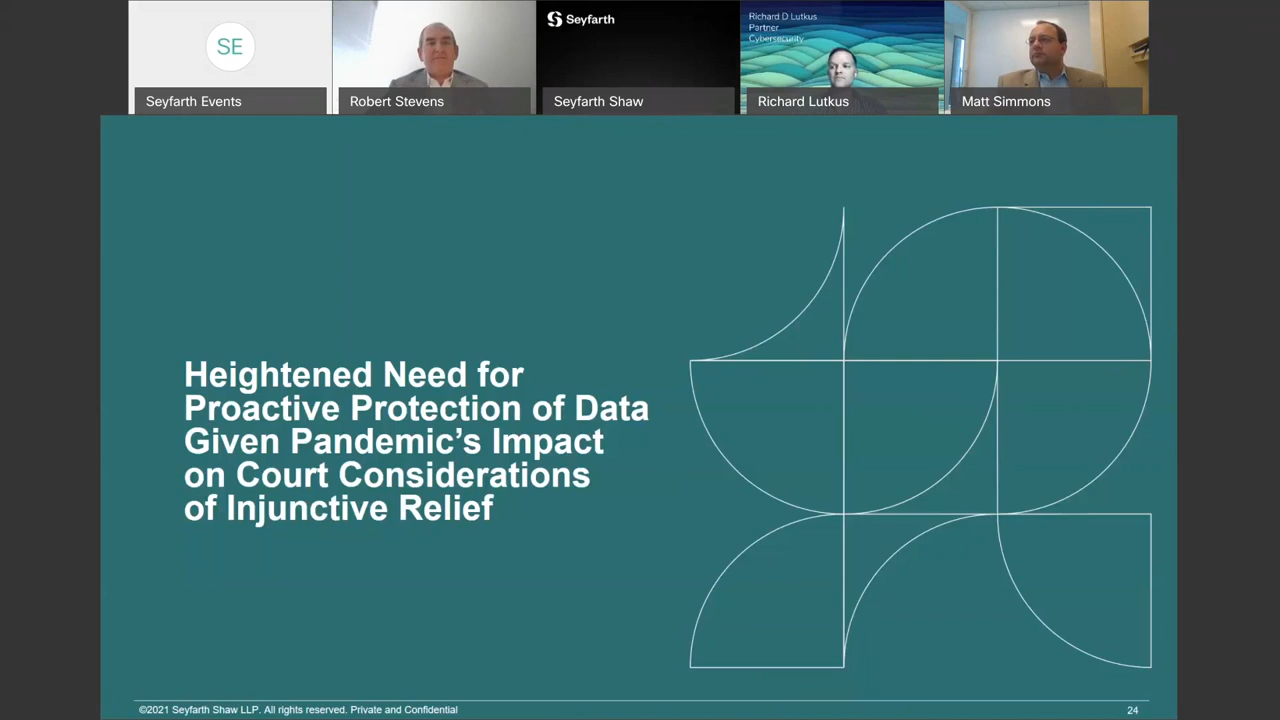 SE
Seyfarth Events
Robert Stevens
Seyfarth
Seyfarth Shaw
Richard D Lutkus
Partner
Cybersecurity
Richard Lutkus
Matt Simmons
Heightened Need for
Proactive Protection of Data
Given Pandemic’s Impact
on Court Considerations
of Injunctive Relief
©2021 Seyfarth Shaw LLP. All rights reserved. Private and Confidential
24